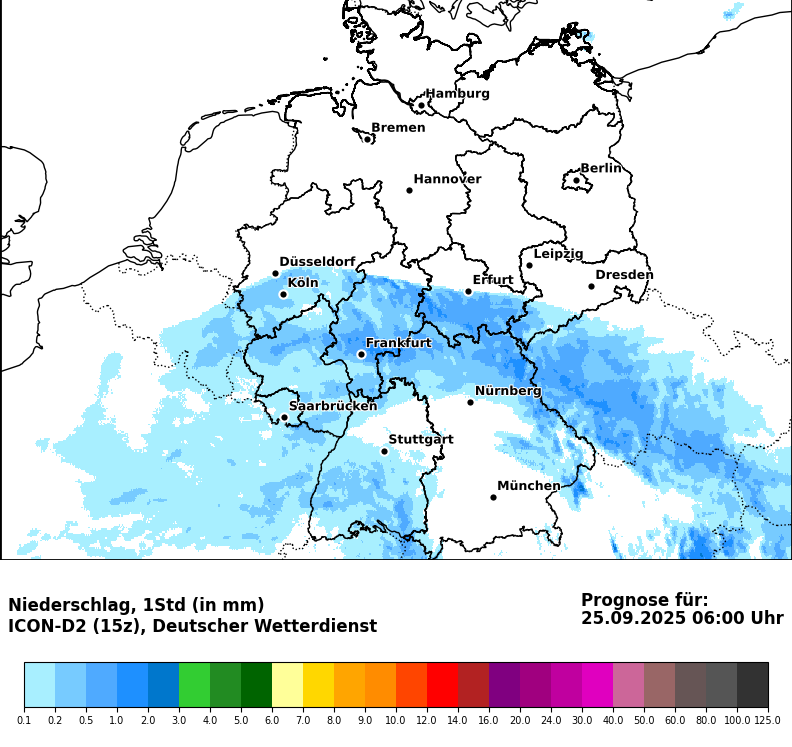 Hamburg
Bremen
Berlin
Hannover
Leipzig
Düsseldorf
Dresden
Köln
Erfurt
Frankfurt
Nürnberg
Saarbrücken
Stuttgart
München
Niederschlag, 1Std (in mm)
ICON-D2 (15z), Deutscher Wetterdienst
Prognose für:
25.09.2025 06:00 Uhr
0.1 0.2 0.5 1.0 2.0 3.0 4.0 5.0 6.0 7.0 8.0 9.0 10.0 12.0 14.0 16.0 20.0 24.0 30.0 40.0 50.0 60.0 80.0 100.0 125.0